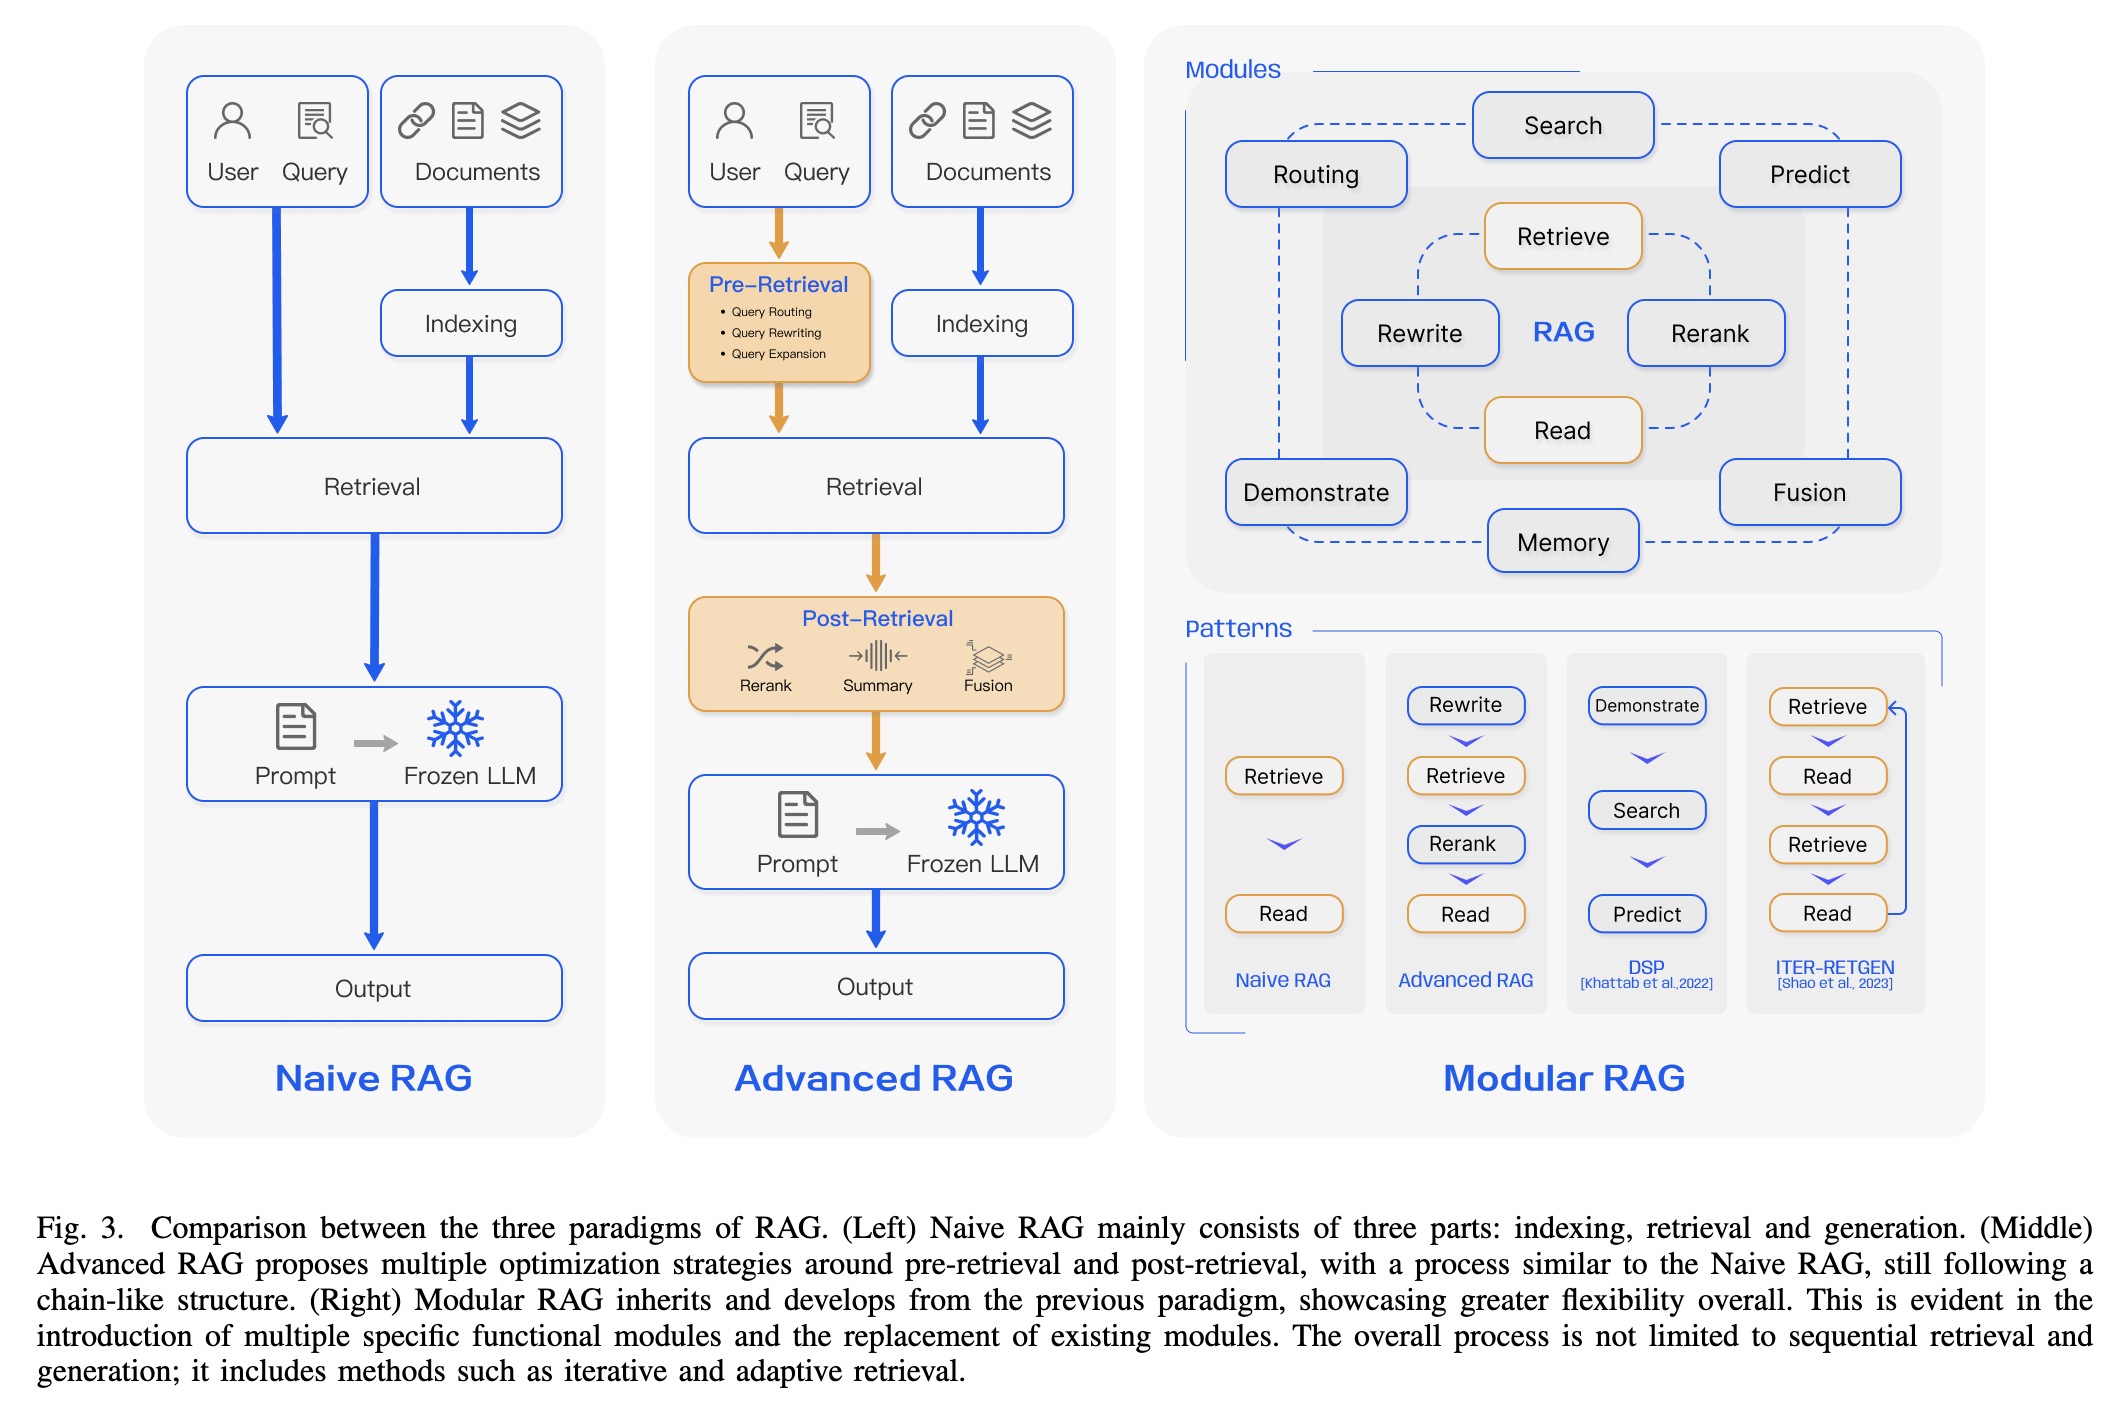 User Query
Documents
Indexing
Retrieval
Prompt
Frozen LLM
Output
Naive RAG
User Query
Documents
Pre-Retrieval
• Query Routing
• Query Rewriting
• Query Expansion
Indexing
Retrieval
Post-Retrieval
Rerank
Summary
Fusion
Prompt
Frozen LLM
Output
Advanced RAG
Modules
Search
Routing
Predict
Retrieve
Rewrite
RAG
Rerank
Read
Demonstrate
Fusion
Memory
Patterns
Retrieve
Read
Naive RAG
Rewrite
Retrieve
Rerank
Read
Advanced RAG
Demonstrate
Search
Predict
DSP
[Khattab et al.,2022]
Retrieve
Read
Retrieve
Read
ITER-RETGEN
[Shao et al., 2023]
Modular RAG
Fig. 3. Comparison between the three paradigms of RAG. (Left) Naive RAG mainly consists of three parts: indexing, retrieval and generation. (Middle)
Advanced RAG proposes multiple optimization strategies around pre-retrieval and post-retrieval, with a process similar to the Naive RAG, still following a
chain-like structure. (Right) Modular RAG inherits and develops from the previous paradigm, showcasing greater flexibility overall. This is evident in the
introduction of multiple specific functional modules and the replacement of existing modules. The overall process is not limited to sequential retrieval and
generation; it includes methods such as iterative and adaptive retrieval.